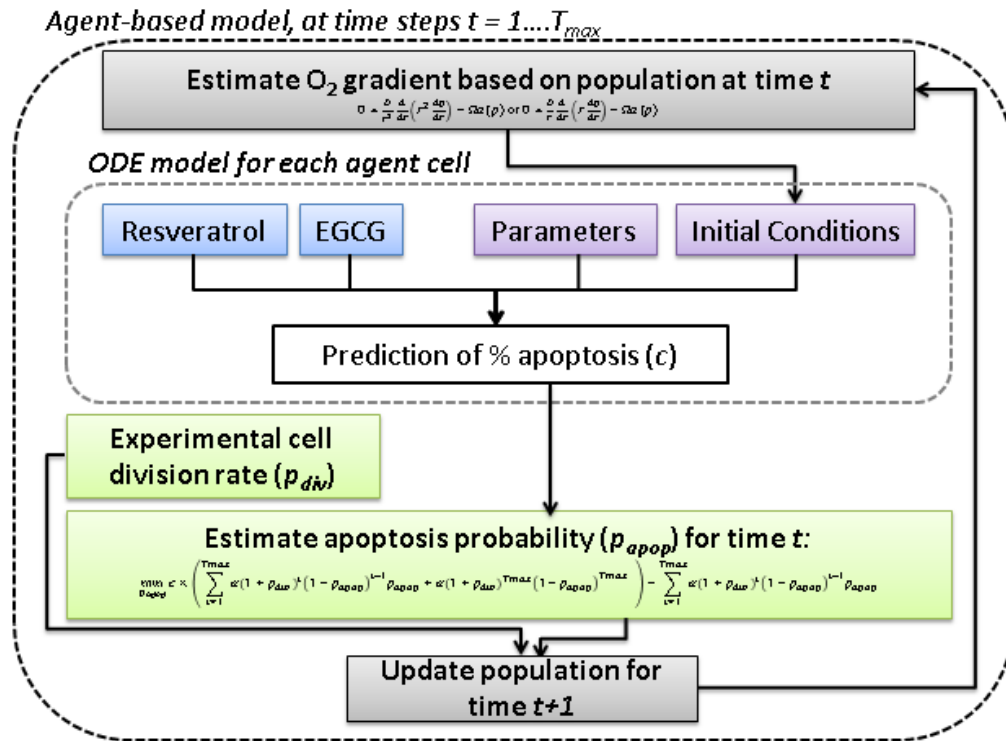 Agent-based model, at time steps t = 1....Tmax
Estimate O2 gradient based on population at time t
ODE model for each agent cell
Resveratrol
EGCG
Parameters
Initial Conditions
Prediction of % apoptosis (c)
Experimental cell
division rate (pdiv)
Estimate apoptosis probability (papop) for time t:
Update population for
time t+1